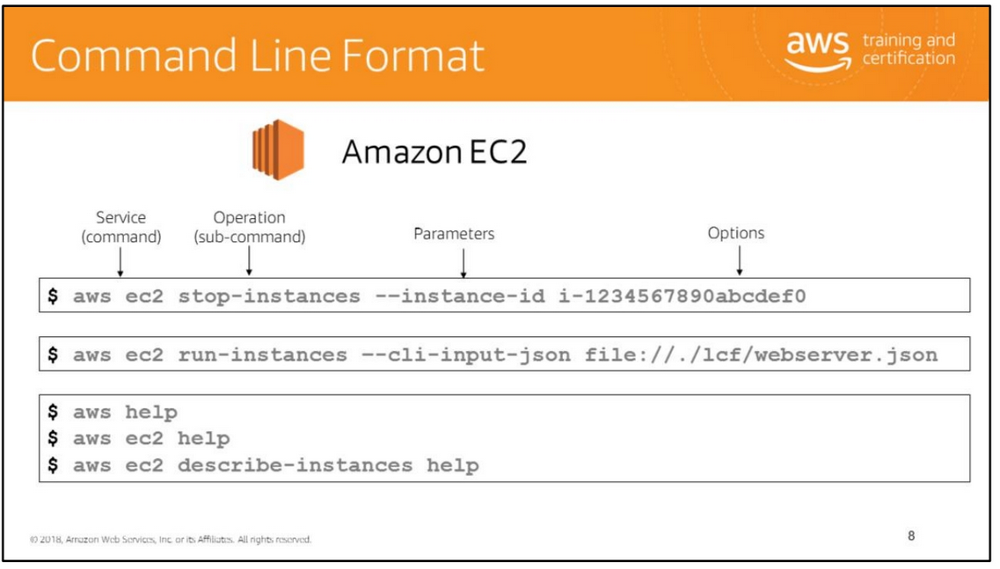 Command Line Format
aws training and
certification
Amazon EC2
Service
(command)
Operation
(sub-command)
Parameters
Options
$ aws ec2 stop-instances --instance-id i-1234567890abcdef0
$ aws ec2 run-instances --cli-input-json file://./lcf/webserver.json
$ aws help
$ aws ec2 help
$ aws ec2 describe-instances help
© 2018, Amazon Web Services, Inc. or its Affiliates. All rights reserved.
8